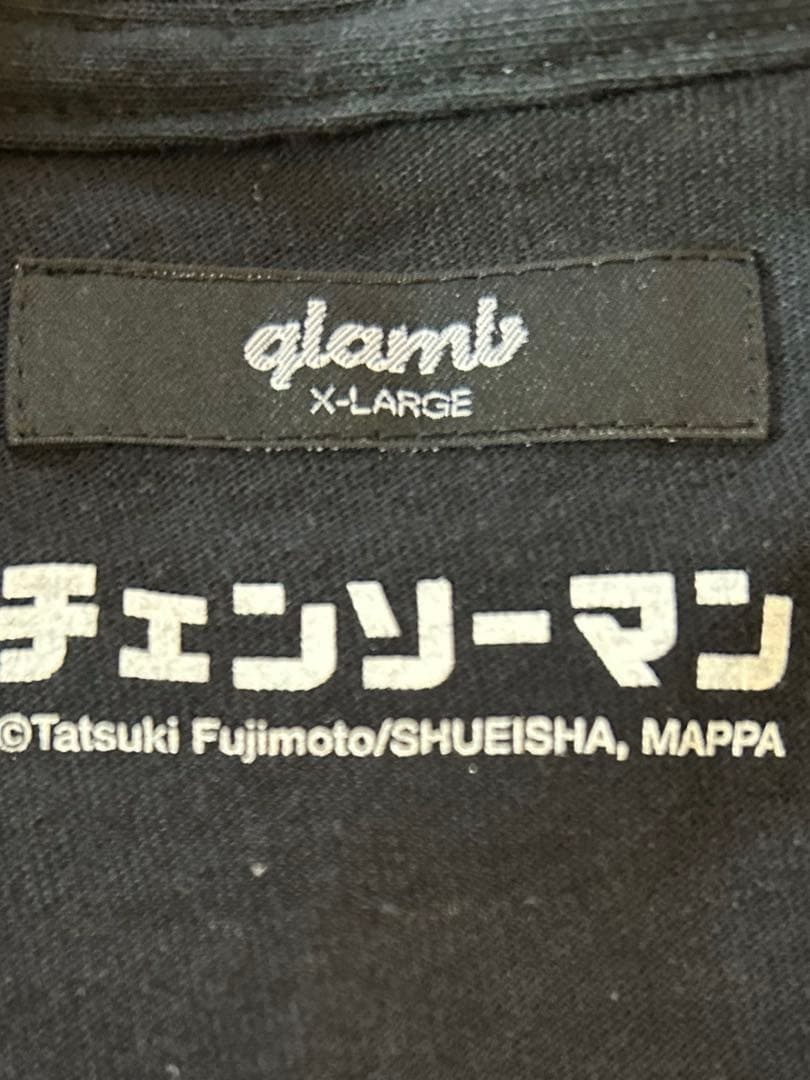 glamb
X-LARGE
チェンソーマン
©Tatsuki Fujimoto/SHUEISHA, MAPPA